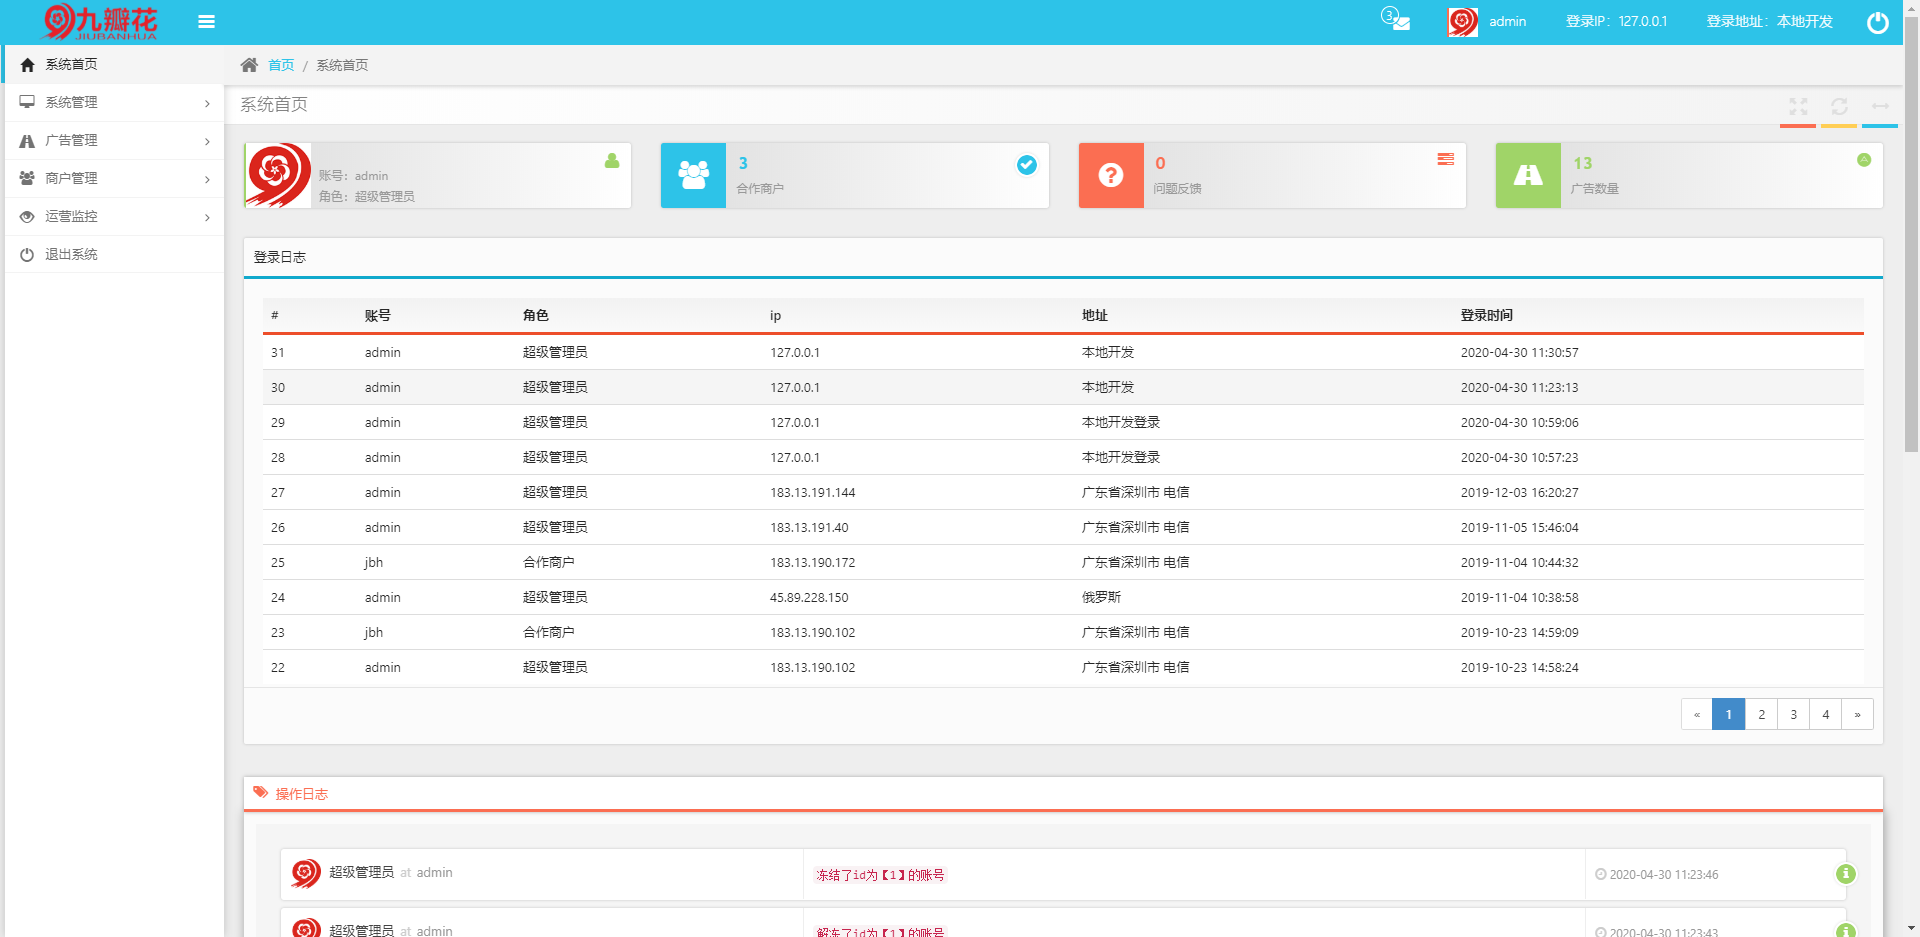 九瓣花
JIUBANHUA
3
admin
登录IP：127.0.0.1
登录地址：本地开发
系统首页
系统管理
广告管理
商户管理
运营监控
退出系统
首页 / 系统首页
系统首页
账号：admin
角色：超级管理员
3
合作商户
0
问题反馈
13
广告数量
登录日志
# 账号 角色 ip 地址 登录时间
31 admin 超级管理员 127.0.0.1 本地开发 2020-04-30 11:30:57
30 admin 超级管理员 127.0.0.1 本地开发 2020-04-30 11:23:13
29 admin 超级管理员 127.0.0.1 本地开发登录 2020-04-30 10:59:06
28 admin 超级管理员 127.0.0.1 本地开发登录 2020-04-30 10:57:23
27 admin 超级管理员 183.13.191.144 广东省深圳市 电信 2019-12-03 16:20:27
26 admin 超级管理员 183.13.191.40 广东省深圳市 电信 2019-11-05 15:46:04
25 jbh 合作商户 183.13.190.172 广东省深圳市 电信 2019-11-04 10:44:32
24 admin 超级管理员 45.89.228.150 俄罗斯 2019-11-04 10:38:58
23 jbh 合作商户 183.13.190.102 广东省深圳市 电信 2019-10-23 14:59:09
22 admin 超级管理员 183.13.190.102 广东省深圳市 电信 2019-10-23 14:58:24
« 1 2 3 4 »
操作日志
超级管理员 at admin 冻结了id为【1】的账号 2020-04-30 11:23:46
超级管理员 at admin 解冻了id为【1】的账号 2020-04-30 11:23:43